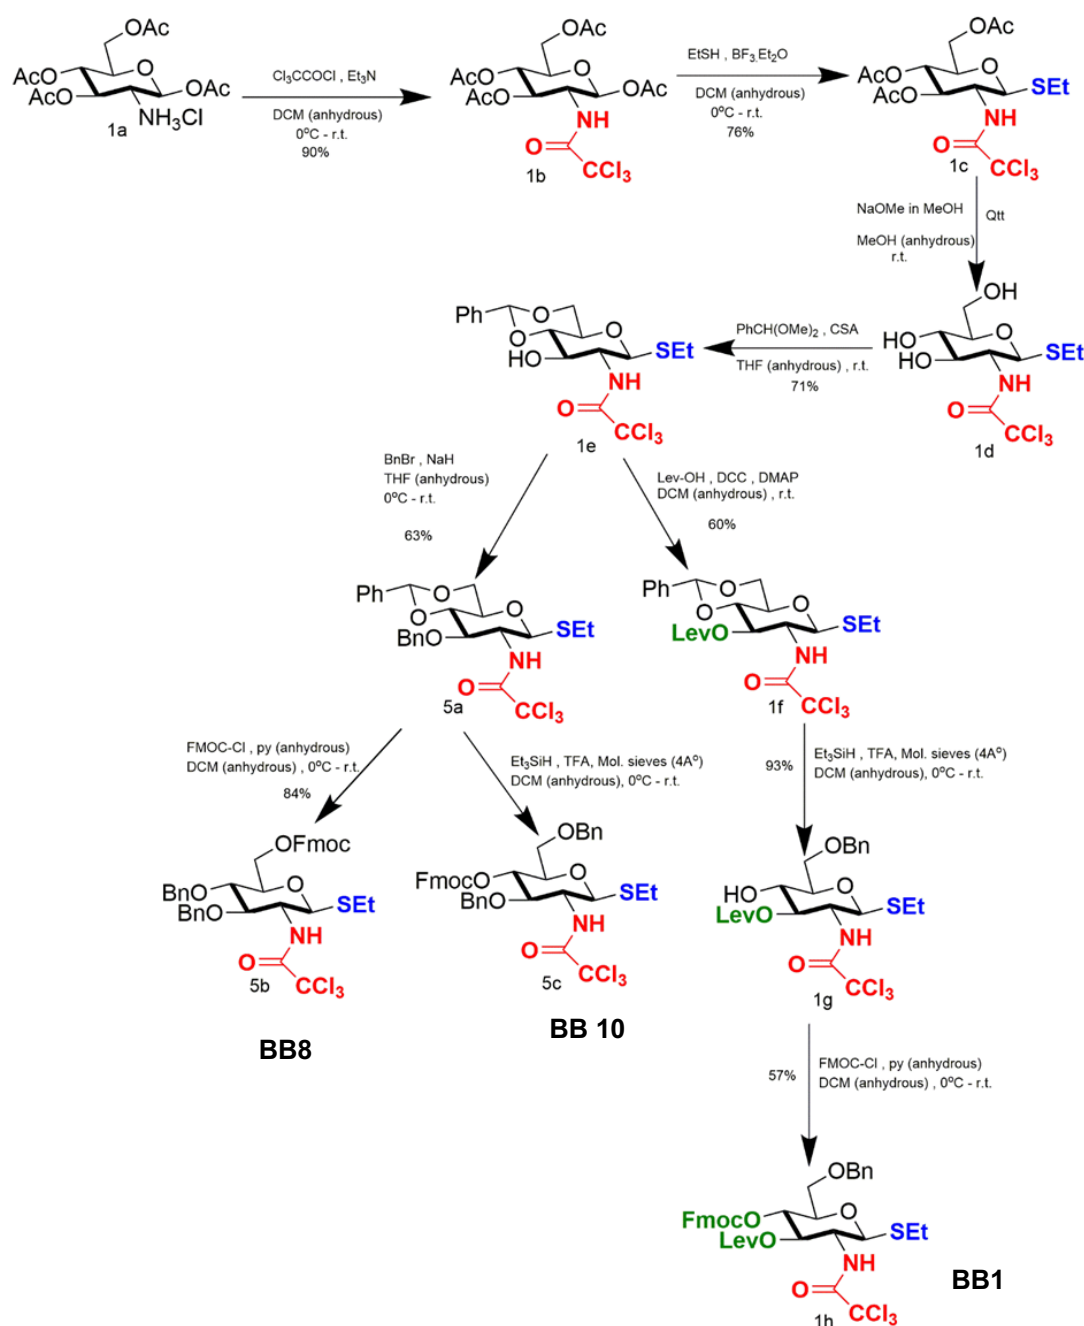 OAc
AcO
AcO
O
OAc
NH3Cl
1a
Cl3CCOCl , Et3N
DCM (anhydrous)
0°C - r.t.
90%
OAc
AcO
AcO
O
OAc
NH
O
CCl3
1b
EtSH , BF3.Et2O
DCM (anhydrous)
0°C - r.t.
76%
OAc
AcO
AcO
O
SEt
NH
O
CCl3
1c
NaOMe in MeOH
Qtt
MeOH (anhydrous)
r.t.
OH
HO
HO
O
SEt
NH
O
CCl3
1d
PhCH(OMe)2 , CSA
THF (anhydrous) , r.t.
71%
Ph
O
O
HO
O
SEt
NH
O
CCl3
1e
BnBr , NaH
THF (anhydrous)
0°C - r.t.
63%
Lev-OH , DCC , DMAP
DCM (anhydrous) , r.t.
60%
Ph
O
O
BnO
O
SEt
NH
O
CCl3
5a
Ph
O
O
LevO
O
SEt
NH
O
CCl3
1f
FMOC-Cl , py (anhydrous)
DCM (anhydrous) , 0°C - r.t.
84%
Et3SiH , TFA, Mol. sieves (4A°)
DCM (anhydrous), 0°C - r.t.
93%
Et3SiH , TFA, Mol. sieves (4A°)
DCM (anhydrous), 0°C - r.t.
OFmoc
BnO
BnO
O
SEt
NH
O
CCl3
5b
BB8
OBn
FmocO
BnO
O
SEt
NH
O
CCl3
5c
BB 10
OBn
HO
LevO
O
SEt
NH
O
CCl3
1g
57%
FMOC-Cl , py (anhydrous)
DCM (anhydrous) , 0°C - r.t.
OBn
FmocO
LevO
O
SEt
NH
O
CCl3
1h
BB1